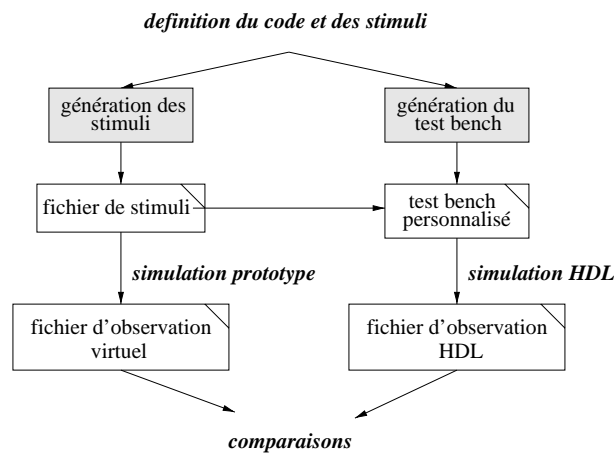 definition du code et des stimuli
génération des
stimuli
génération du
test bench
fichier de stimuli
test bench
personnalisé
simulation prototype
simulation HDL
fichier d'observation
virtuel
fichier d'observation
HDL
comparaisons